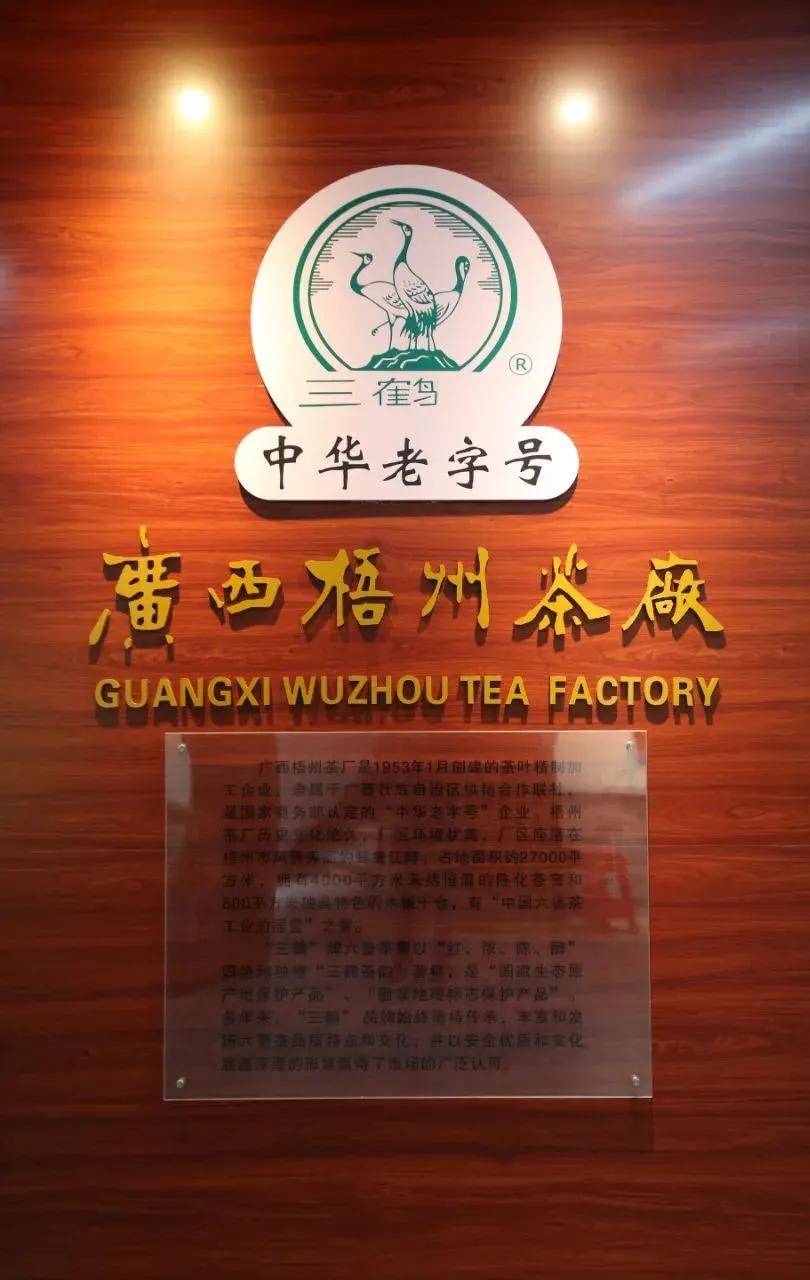 三鹤
®
中华老字号
廣西梧州茶廠
GUANGXI WUZHOU TEA FACTORY
广西梧州茶厂是1953年1月创建的茶叶精制加
工企业，隶属于广西壮族自治区供销合作联社，
是国家商务部认定的“中华老字号”企业。梧州
茶厂历史文化悠久，厂区环境优美，厂区座落在
梧州市 江畔，占地面积约27000平
方米，拥有4000平方米天然恒温的陈化茶窖和
800平方米独具特色的木板干仓，有“中国六堡茶
工业的 ”之誉。
“三鹤”牌六堡茶 以“红、浓、陈、醇”
四绝和独特“三鹤茶韵”著称，是“国家生态原
产地保护产品”、“国家地理标志保护产品”。
多年来，“三鹤”品牌始终坚持传承、丰富和发
扬六堡茶品质特点和文化，并以安全优质和文化
底蕴深厚的形象赢得了市场的广泛认可。